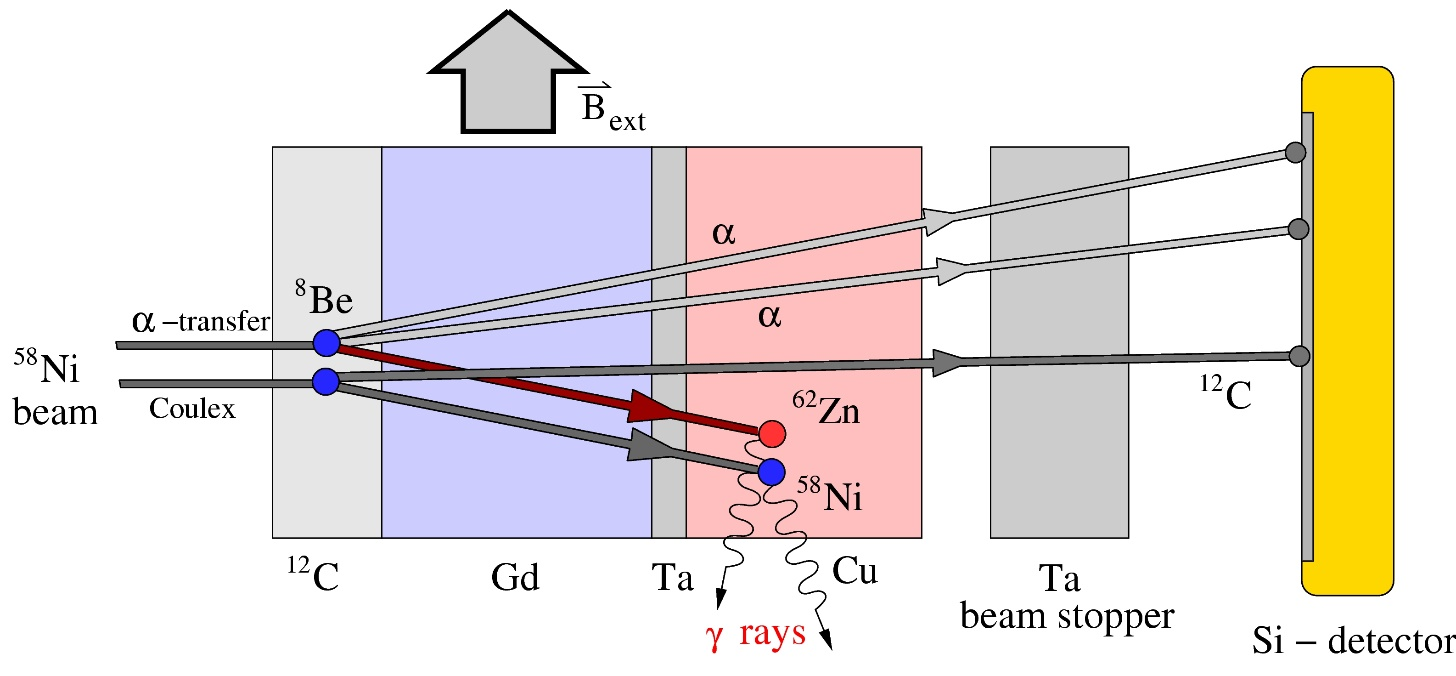 B⃗ext
⁸Be
α
α –transfer
α
⁵⁸Ni
beam
Coulex
¹²C
⁶²Zn
⁵⁸Ni
¹²C
Gd
Ta
Cu
Ta
beam stopper
γ rays
Si – detector